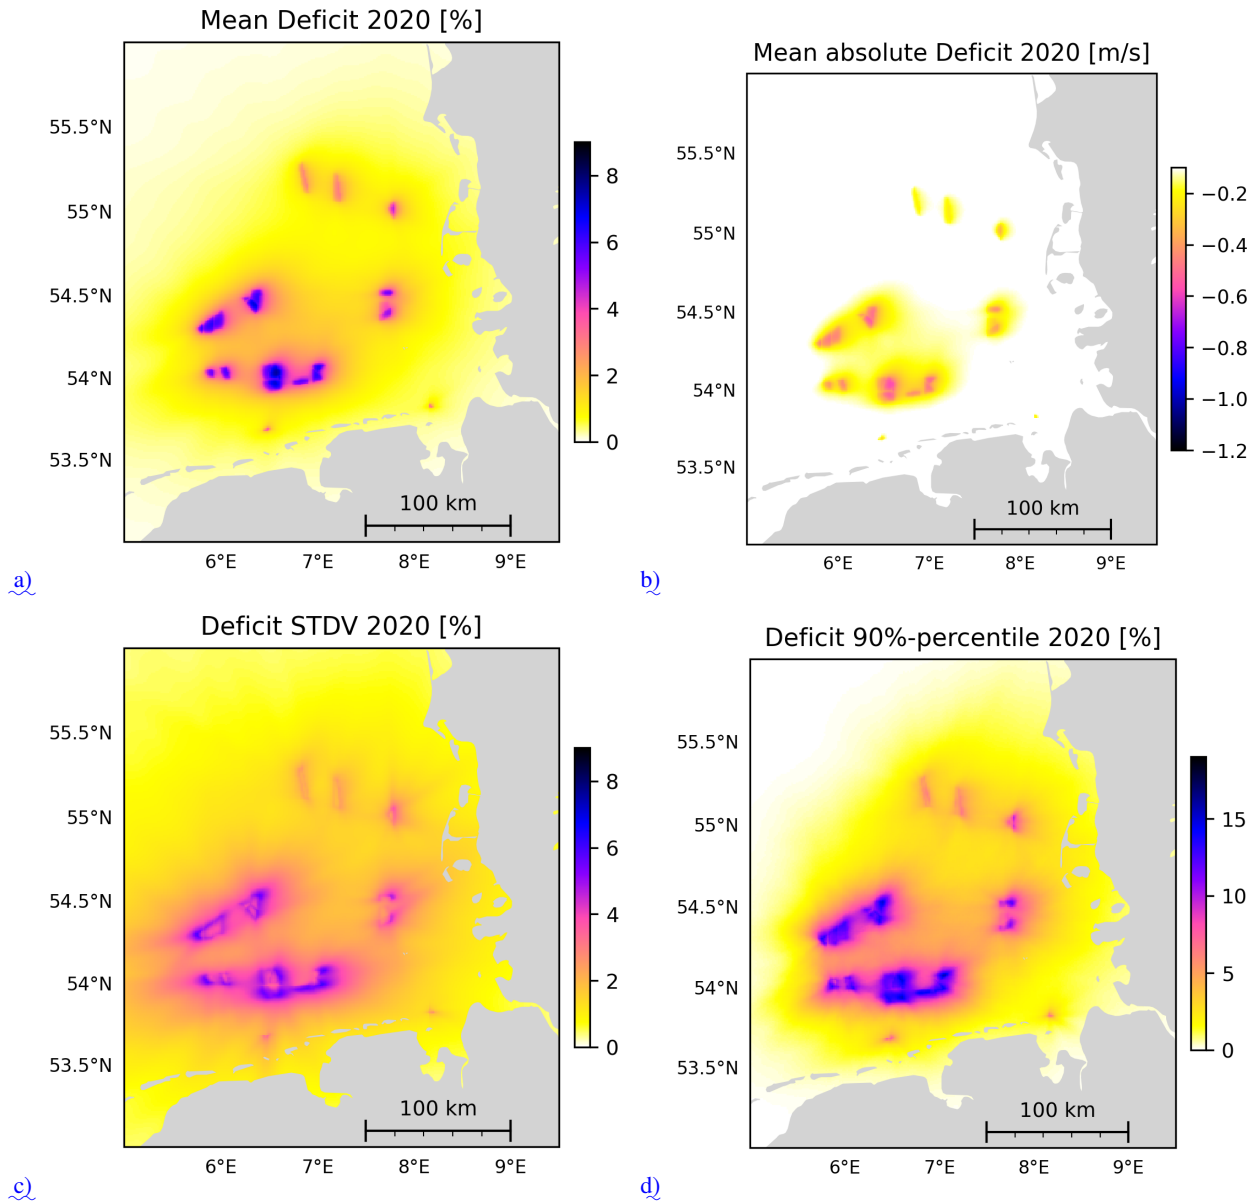 Mean Deficit 2020 [%]
55.5°N
55°N
54.5°N
54°N
53.5°N
6°E
7°E
8°E
9°E
100 km
8
6
4
2
0
a)
Mean absolute Deficit 2020 [m/s]
55.5°N
55°N
54.5°N
54°N
53.5°N
6°E
7°E
8°E
9°E
100 km
−0.2
−0.4
−0.6
−0.8
−1.0
−1.2
b)
Deficit STDV 2020 [%]
55.5°N
55°N
54.5°N
54°N
53.5°N
6°E
7°E
8°E
9°E
100 km
8
6
4
2
0
c)
Deficit 90%-percentile 2020 [%]
55.5°N
55°N
54.5°N
54°N
53.5°N
6°E
7°E
8°E
9°E
100 km
15
10
5
0
d)